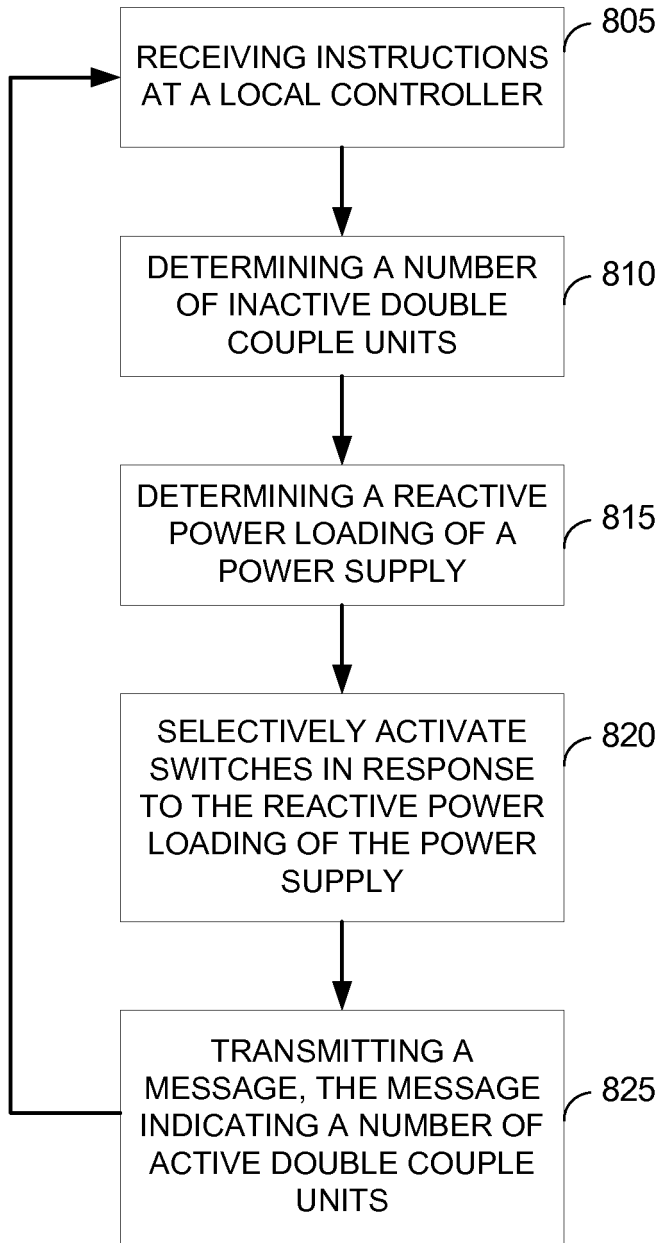 RECEIVING INSTRUCTIONS
AT A LOCAL CONTROLLER
805
DETERMINING A NUMBER
OF INACTIVE DOUBLE
COUPLE UNITS
810
DETERMINING A REACTIVE
POWER LOADING OF A
POWER SUPPLY
815
SELECTIVELY ACTIVATE
SWITCHES IN RESPONSE
TO THE REACTIVE POWER
LOADING OF THE POWER
SUPPLY
820
TRANSMITTING A
MESSAGE, THE MESSAGE
INDICATING A NUMBER OF
ACTIVE DOUBLE COUPLE
UNITS
825